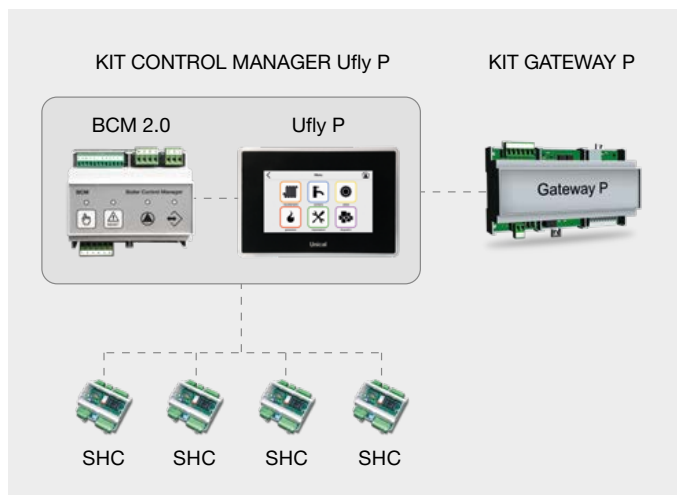 KIT CONTROL MANAGER Ufly P
KIT GATEWAY P
BCM 2.0
Ufly P
BCM
Boiler Control Manager
Menu
Unical
Gateway P
SHC
SHC
SHC
SHC